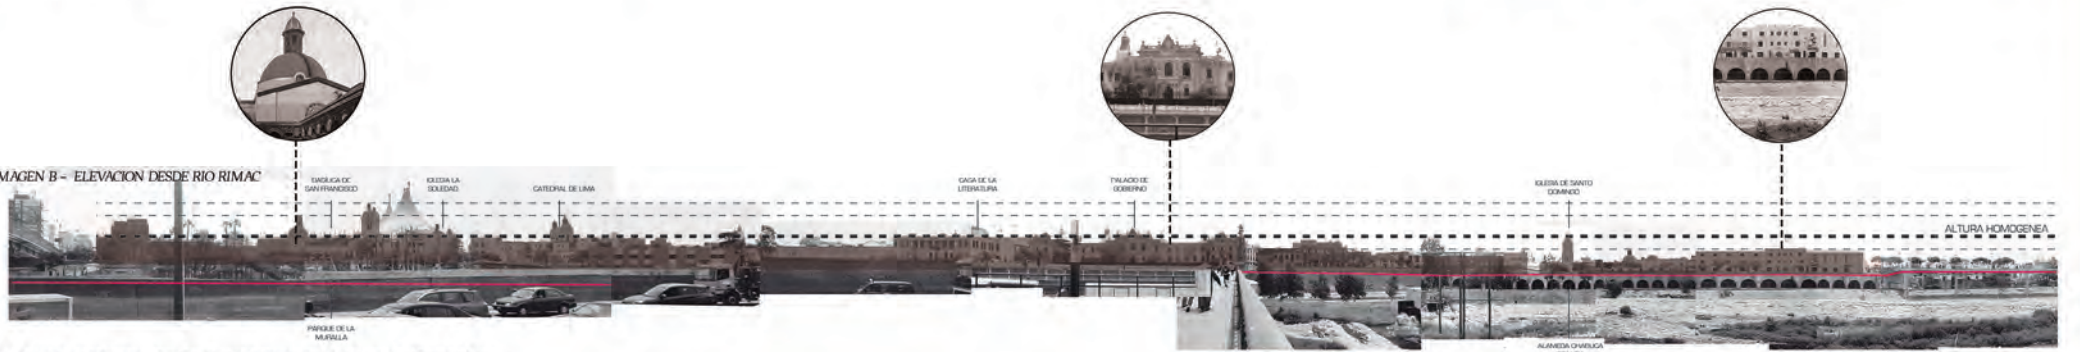 IMAGEN B - ELEVACION DESDE RIO RIMAC
BASILICA DE
SAN FRANCISCO
IGLESIA LA
SOLEDAD
CATEDRAL DE LIMA
CASA DE LA
LITERATURA
PALACIO DE
GOBIERNO
IGLESIA DE SANTO
DOMINGO
ALTURA HOMOGENEA
PARQUE DE LA
MURALLA
ALAMEDA CHABUCA